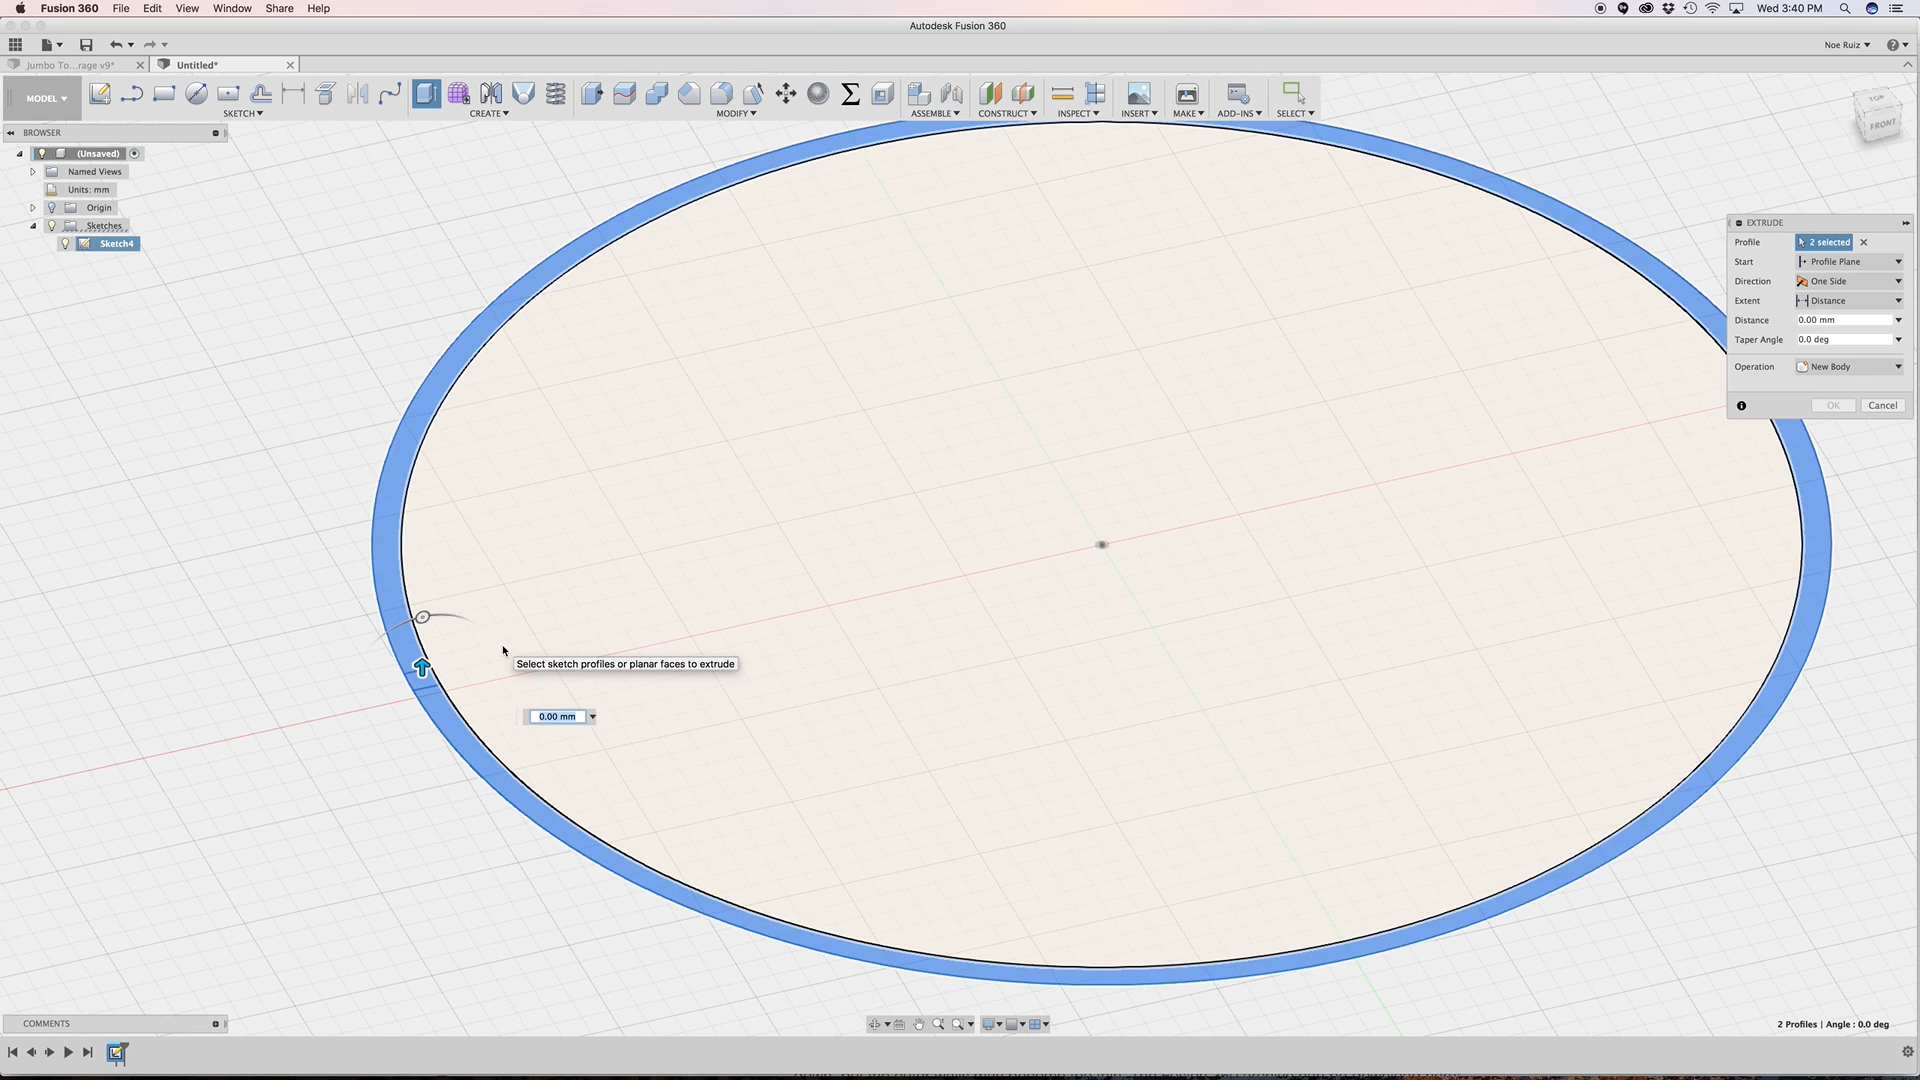 Fusion 360 File Edit View Window Share Help Wed 3:40 PM
Autodesk Fusion 360
Noe Ruiz
Jumbo To...rage v9*
Untitled*
MODEL
SKETCH CREATE MODIFY ASSEMBLE CONSTRUCT INSPECT INSERT MAKE ADD-INS SELECT
TOP
FRONT
BROWSER
(Unsaved)
Named Views
Units: mm
Origin
Sketches
Sketch4
EXTRUDE
Profile 2 selected
Start Profile Plane
Direction One Side
Extent Distance
Distance 0.00 mm
Taper Angle 0.0 deg
Operation New Body
OK Cancel
Select sketch profiles or planar faces to extrude
0.00 mm
COMMENTS
2 Profiles | Angle : 0.0 deg